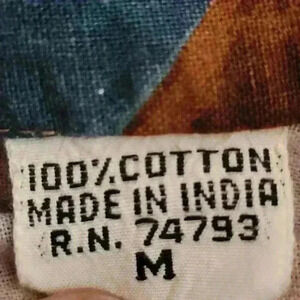 100% COTTON
MADE IN INDIA
R.N. 74793
M